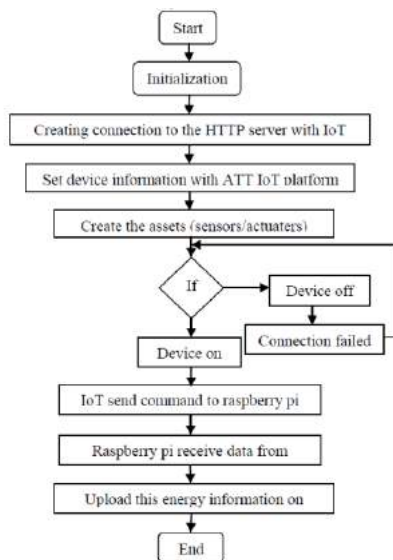 Start
Initialization
Creating connection to the HTTP server with IoT
Set device information with ATT IoT platform
Create the assets (sensors/actuaters)
If
Device off
Connection failed
Device on
IoT send command to raspberry pi
Raspberry pi receive data from
Upload this energy information on
End